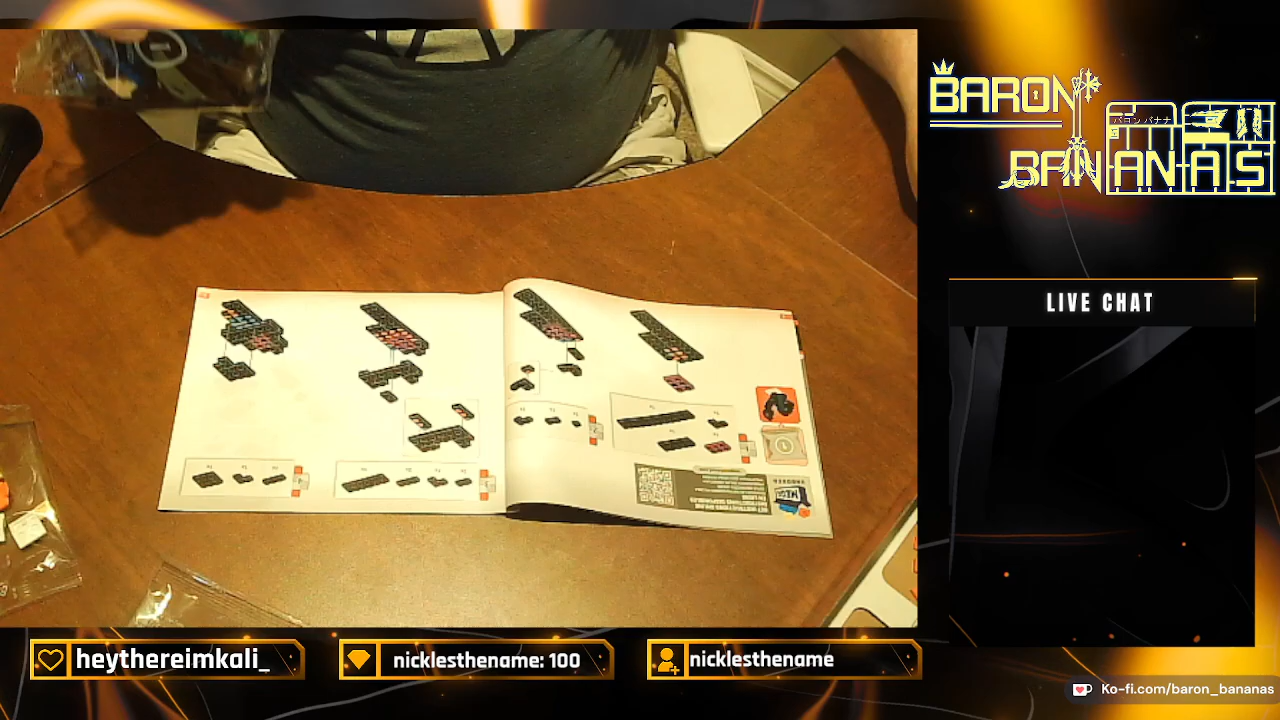 BARON
バロンバナナ
BANANAS
LIVE CHAT
heythereimkali_
nicklesthename: 100
nicklesthename
Ko-fi.com/baron_bananas